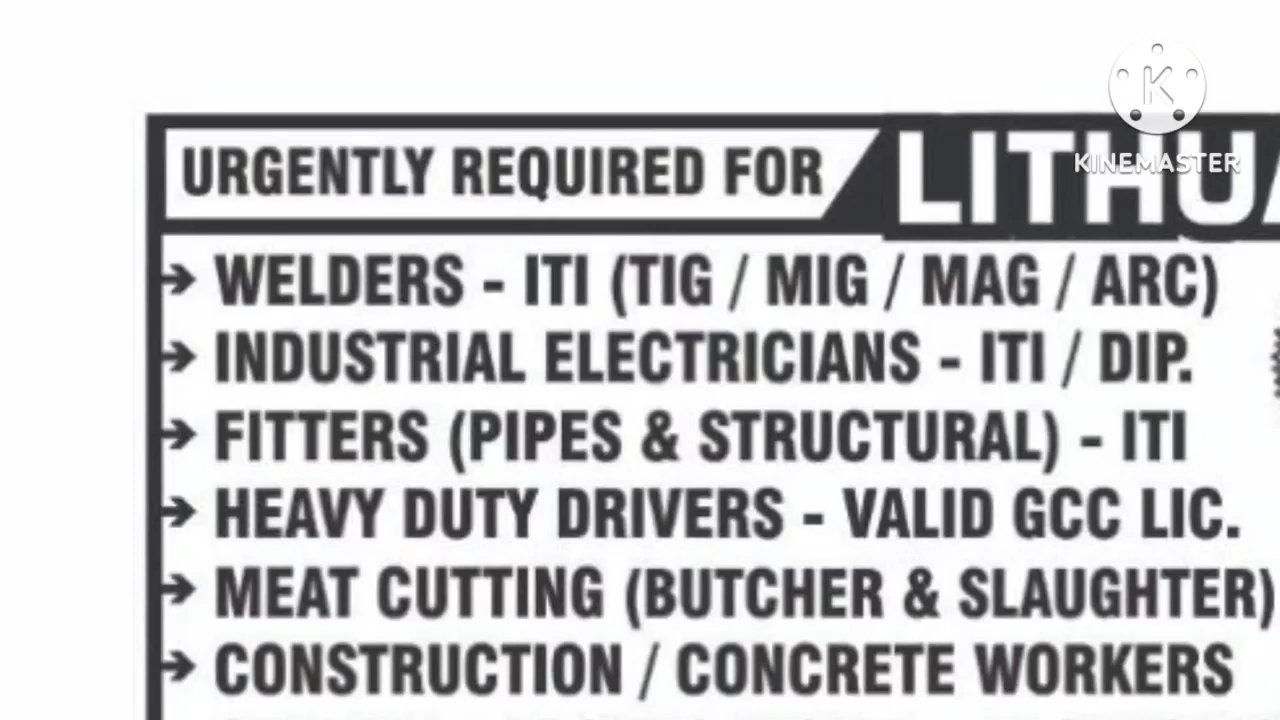 URGENTLY REQUIRED FOR LITHUA
KINEMASTER
→ WELDERS - ITI (TIG / MIG / MAG / ARC)
→ INDUSTRIAL ELECTRICIANS - ITI / DIP.
→ FITTERS (PIPES & STRUCTURAL) - ITI
→ HEAVY DUTY DRIVERS - VALID GCC LIC.
→ MEAT CUTTING (BUTCHER & SLAUGHTER)
→ CONSTRUCTION / CONCRETE WORKERS